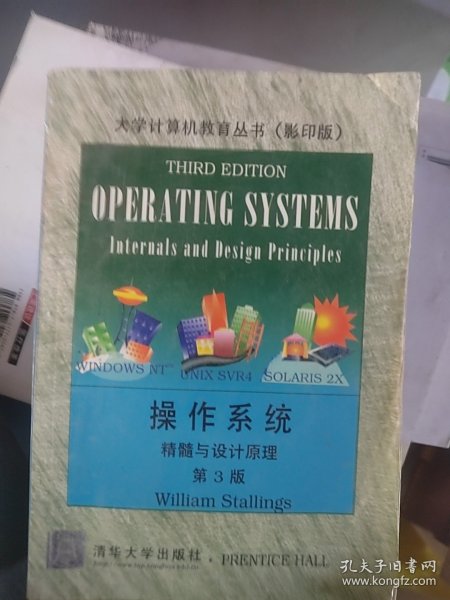 大学计算机教育丛书（影印版）
THIRD EDITION
OPERATING SYSTEMS
Internals and Design Principles
WINDOWS NT™
UNIX SVR4
SOLARIS 2X
操作系统
精髓与设计原理
第3版
William Stallings
清华大学出版社 · PRENTICE HALL
孔夫子旧书网
www.kongfz.com